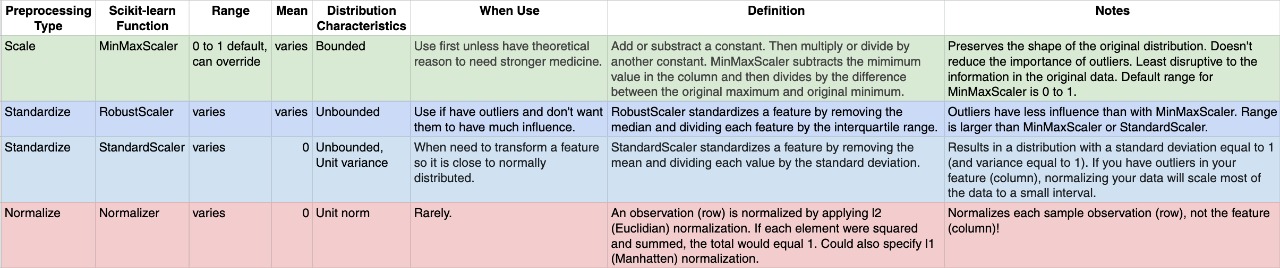 Preprocessing Type
Scikit-learn Function
Range
Mean
Distribution Characteristics
When Use
Definition
Notes
Scale
MinMaxScaler
0 to 1 default,
can override
varies
Bounded
Use first unless have theoretical
reason to need stronger medicine.
Add or substract a constant. Then multiply or divide by
another constant. MinMaxScaler subtracts the mimimum
value in the column and then divides by the difference
between the original maximum and original minimum.
Preserves the shape of the original distribution. Doesn't
reduce the importance of outliers. Least disruptive to the
information in the original data. Default range for
MinMaxScaler is 0 to 1.
Standardize
RobustScaler
varies
varies
Unbounded
Use if have outliers and don't want
them to have much influence.
RobustScaler standardizes a feature by removing the
median and dividing each feature by the interquartile range.
Outliers have less influence than with MinMaxScaler. Range
is larger than MinMaxScaler or StandardScaler.
Standardize
StandardScaler
varies
0
Unbounded,
Unit variance
When need to transform a feature
so it is close to normally
distributed.
StandardScaler standardizes a feature by removing the
mean and dividing each value by the standard deviation.
Results in a distribution with a standard deviation equal to 1
(and variance equal to 1). If you have outliers in your
feature (column), normalizing your data will scale most of
the data to a small interval.
Normalize
Normalizer
varies
0
Unit norm
Rarely.
An observation (row) is normalized by applying l2
(Euclidian) normalization. If each element were squared
and summed, the total would equal 1. Could also specify l1
(Manhatten) normalization.
Normalizes each sample observation (row), not the feature
(column)!